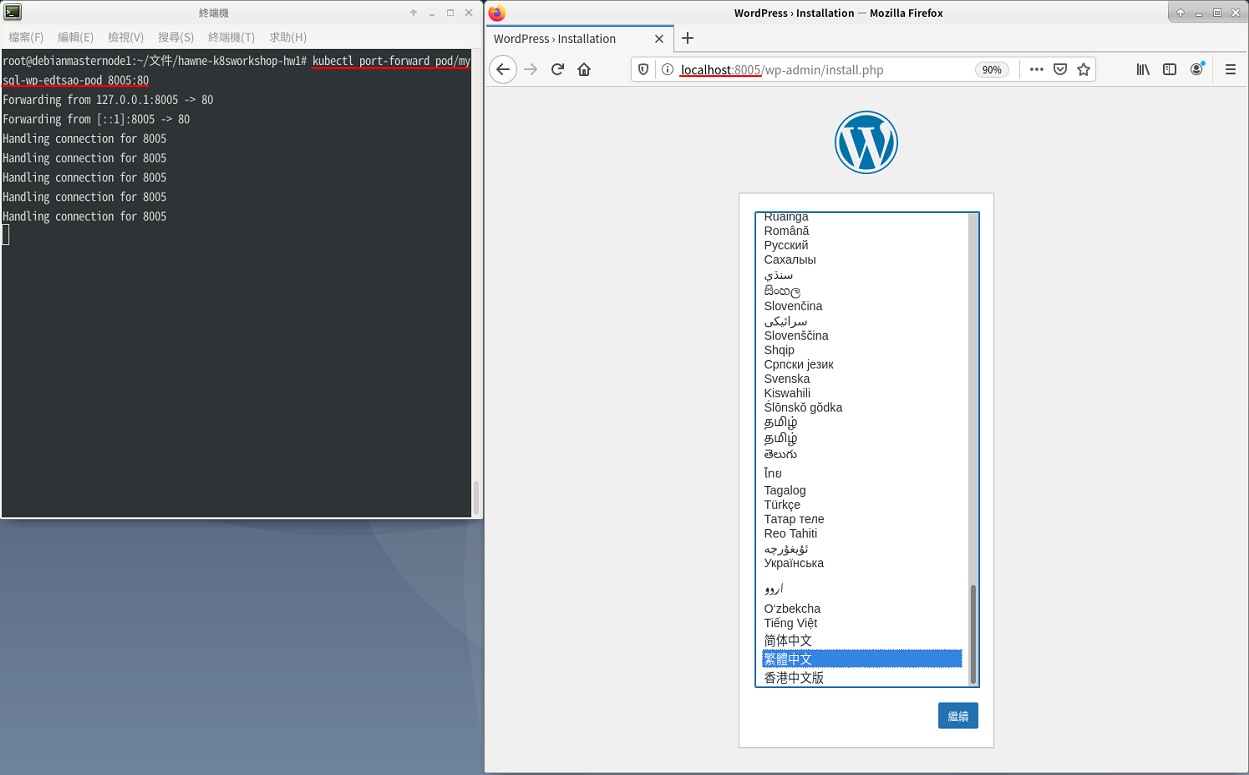 終端機
檔案(F) 編輯(E) 檢視(V) 搜尋(S) 終端機(T) 求助(H)
root@debianmasternode1:~/文件/hawne-k8sworkshop-hw1# kubectl port-forward pod/my
sql-wp-edtsao-pod 8005:80
Forwarding from 127.0.0.1:8005 -> 80
Forwarding from [::1]:8005 -> 80
Handling connection for 8005
Handling connection for 8005
Handling connection for 8005
Handling connection for 8005
Handling connection for 8005
WordPress › Installation — Mozilla Firefox
WordPress › Installation
localhost:8005/wp-admin/install.php 90%
Ruáinga
Română
Русский
Сахалыы
سنڌي
සිංහල
Slovenčina
سرائیکی
Slovenščina
Shqip
Српски језик
Svenska
Kiswahili
Ślōnskŏ gŏdka
தமிழ்
தமிழ்
తెలుగు
ไทย
Tagalog
Türkçe
Татар теле
Reo Tahiti
ئۇيغۇرچە
Українська
اردو
O‘zbekcha
Tiếng Việt
简体中文
繁體中文
香港中文版
繼續